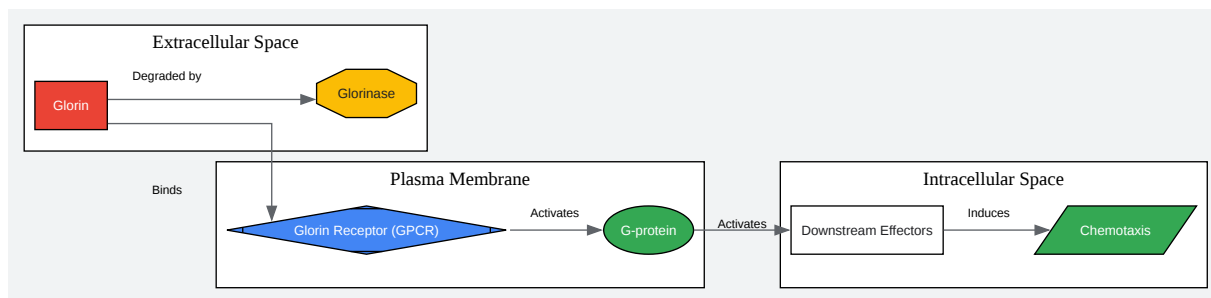 Extracellular Space
Degraded by
Glorin
Glorinase
Binds
Plasma Membrane
Glorin Receptor (GPCR)
Activates
G-protein
Activates
Intracellular Space
Downstream Effectors
Induces
Chemotaxis